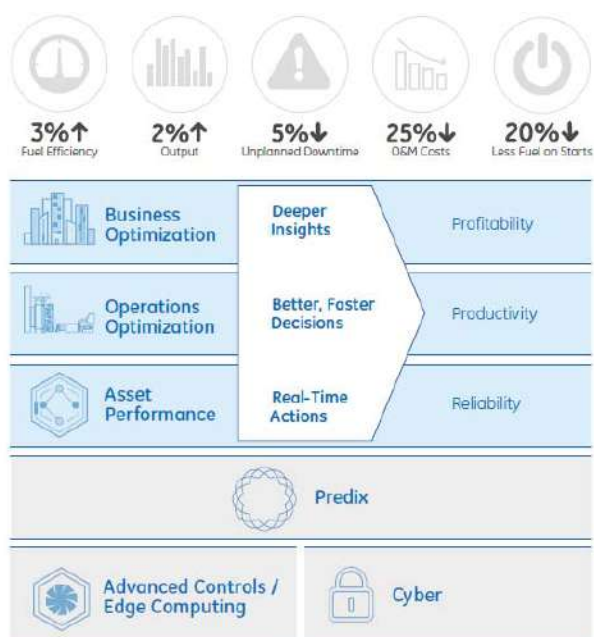 3%↑ 2%↑ 5%↓ 25%↓ 20%↓
Fuel Efficiency Output Unplanned Downtime O&M Costs Less Fuel on Starts
Business
Optimization
Deeper
Insights
Profitability
Operations
Optimization
Better, Faster
Decisions
Productivity
Asset
Performance
Real-Time
Actions
Reliability
Predix
Advanced Controls /
Edge Computing
Cyber